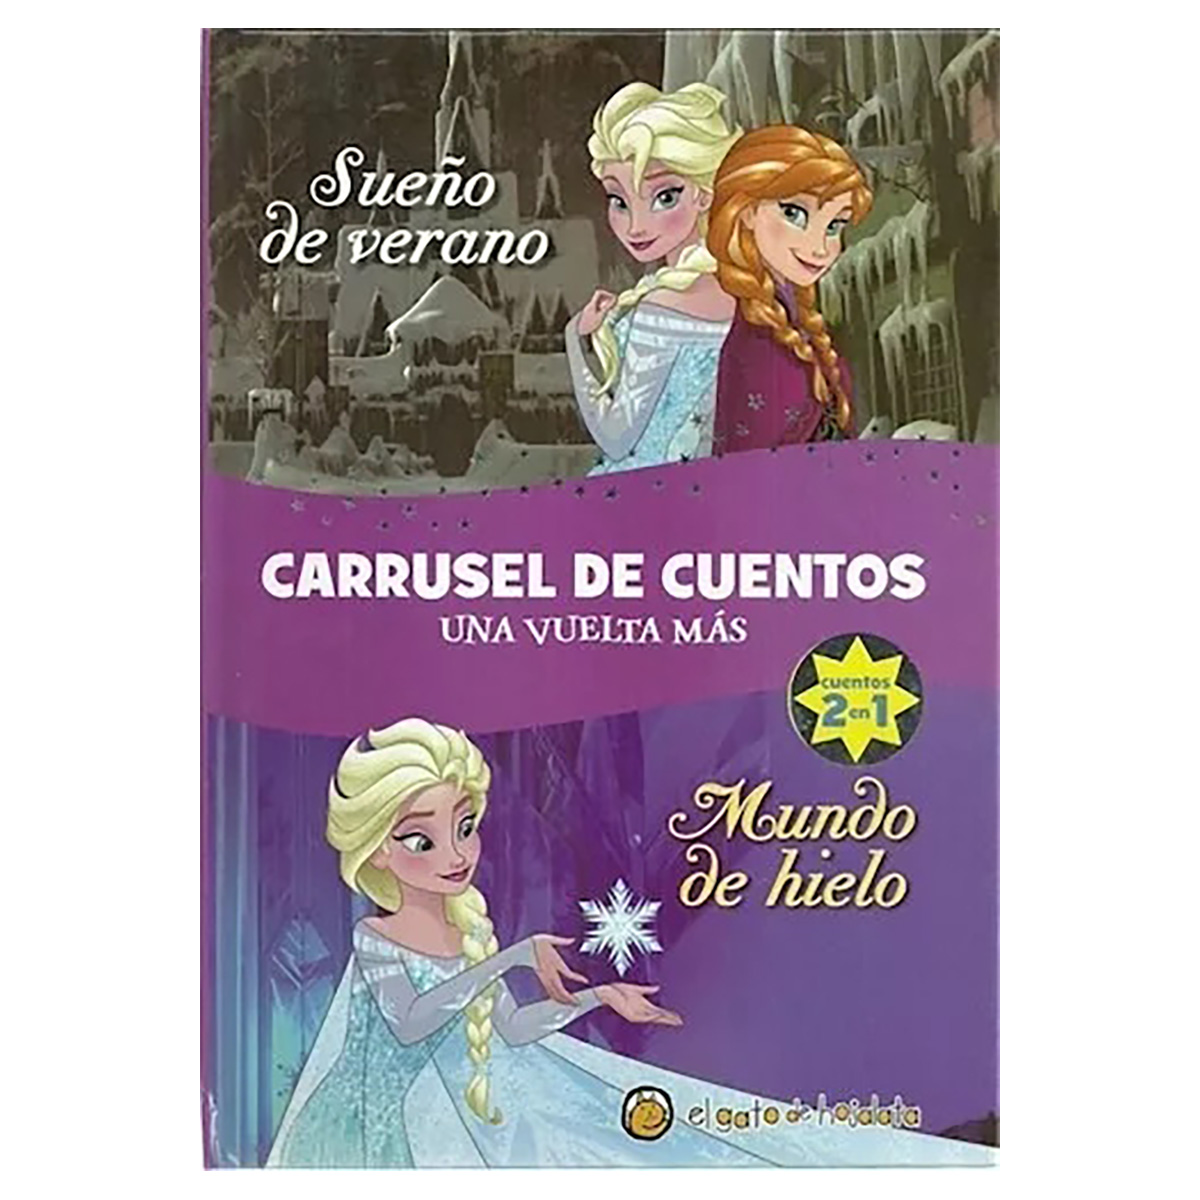 Sueño
de verano
CARRUSEL DE CUENTOS
UNA VUELTA MÁS
cuentos
2 en 1
Mundo
de hielo
el gato de hojalata